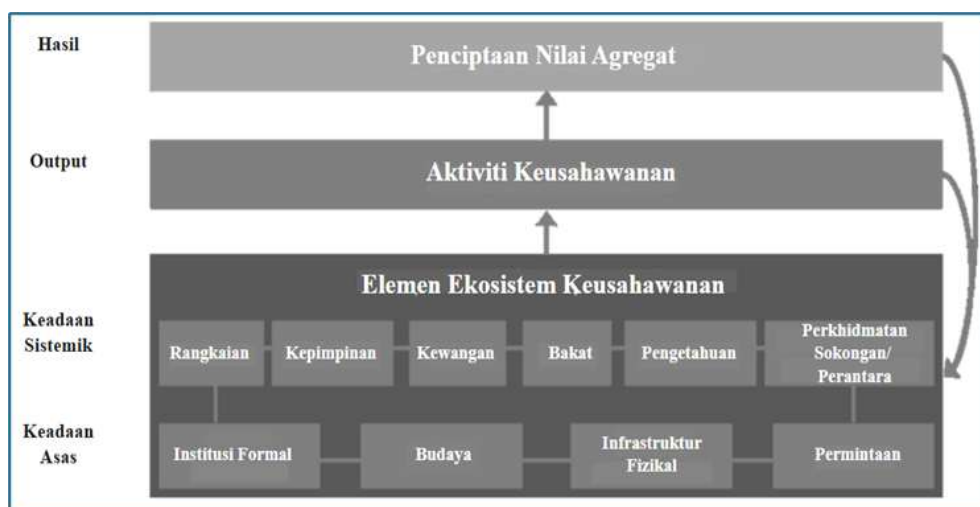 Hasil
Penciptaan Nilai Agregat
Output
Aktiviti Keusahawanan
Elemen Ekosistem Keusahawanan
Keadaan
Sistemik
Rangkaian
Kepimpinan
Kewangan
Bakat
Pengetahuan
Perkhidmatan
Sokongan/
Perantara
Keadaan
Asas
Institusi Formal
Budaya
Infrastruktur
Fizikal
Permintaan